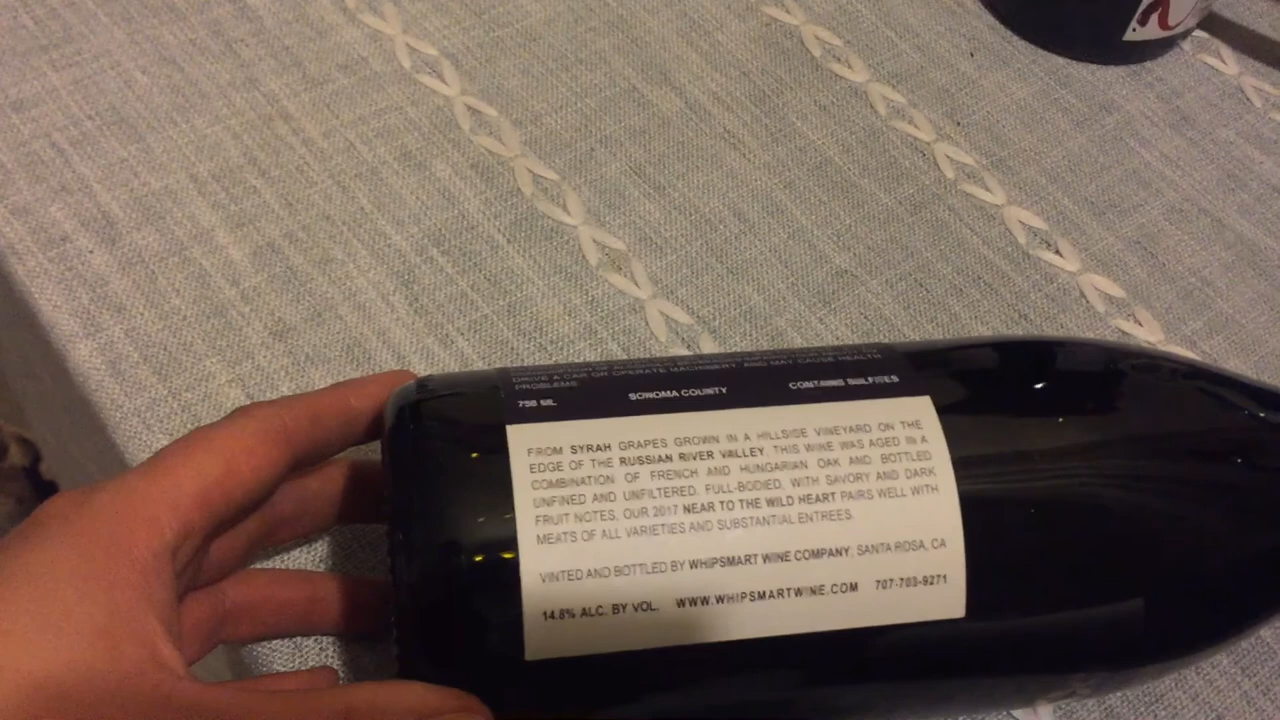 DRIVE A CAR OR OPERATE MACHINERY, AND MAY CAUSE HEALTH
PROBLEMS
750 ML SONOMA COUNTY CONTAINS SULFITES
FROM SYRAH GRAPES GROWN IN A HILLSIDE VINEYARD ON THE
EDGE OF THE RUSSIAN RIVER VALLEY, THIS WINE WAS AGED IN A
COMBINATION OF FRENCH AND HUNGARIAN OAK AND BOTTLED
UNFINED AND UNFILTERED. FULL-BODIED, WITH SAVORY AND DARK
FRUIT NOTES, OUR 2017 NEAR TO THE WILD HEART PAIRS WELL WITH
MEATS OF ALL VARIETIES AND SUBSTANTIAL ENTREES.
VINTED AND BOTTLED BY WHIPSMART WINE COMPANY, SANTA ROSA, CA
14.8% ALC. BY VOL. WWW.WHIPSMARTWINE.COM 707-703-9271